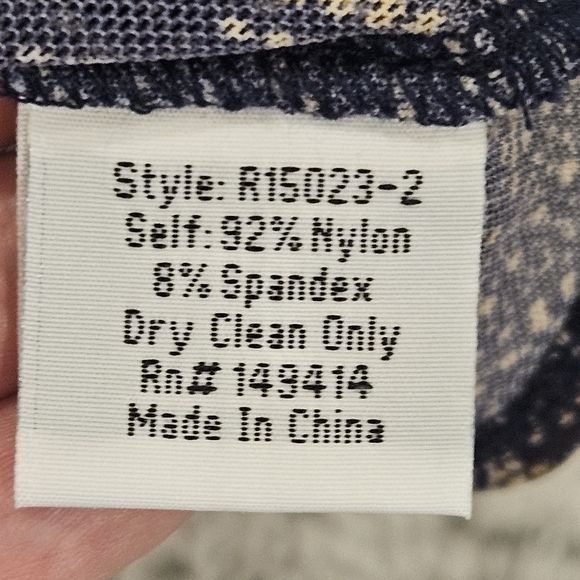 Style: R15023-2
Self: 92% Nylon
8% Spandex
Dry Clean Only
Rn# 149414
Made In China